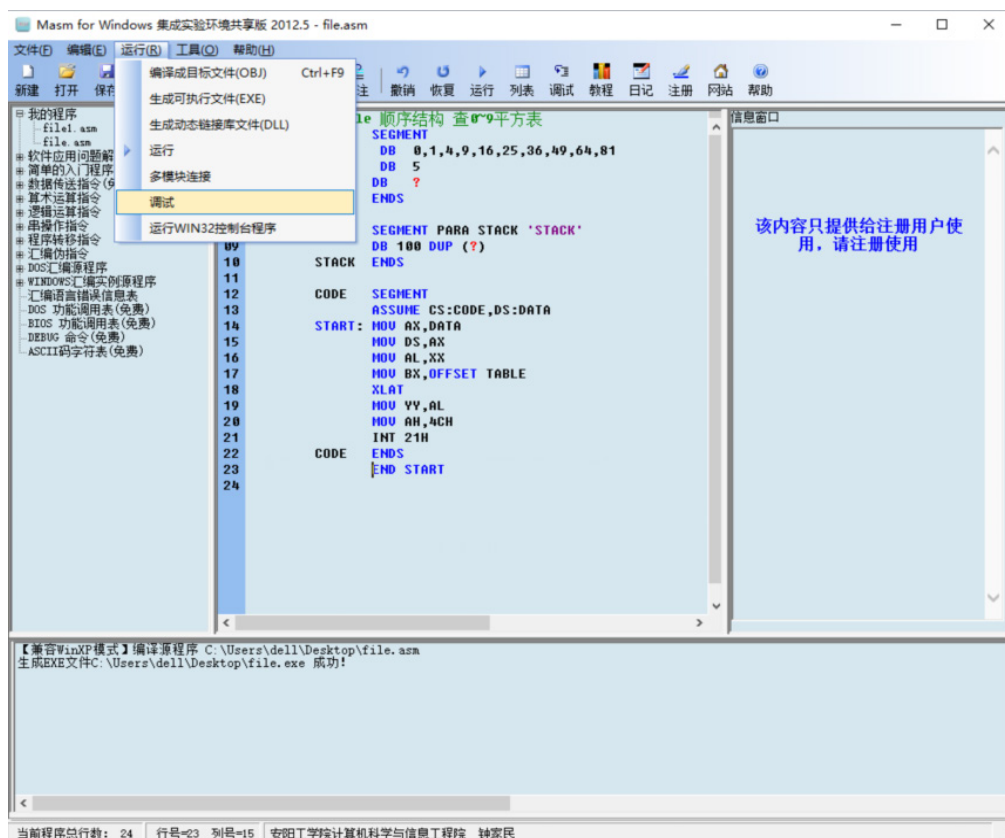 Masm for Windows 集成实验环境共享版 2012.5 - file.asm
文件(F) 编辑(E) 运行(R) 工具(O) 帮助(H)
新建 打开 保存 注 撤销 恢复 运行 列表 调试 教程 日记 注册 网站 帮助
编译成目标文件(OBJ) Ctrl+F9
生成可执行文件(EXE)
生成动态链接库文件(DLL)
运行
多模块连接
调试
运行WIN32控制台程序
我的程序
file1.asm
file.asm
软件应用问题解
简单的入门程序
数据传送指令(免
算术运算指令
逻辑运算指令
串操作指令
程序转移指令
汇编伪指令
DOS汇编源程序
WINDOWS汇编实例源程序
汇编语言错误信息表
DOS 功能调用表(免费)
BIOS 功能调用表(免费)
DEBUG 命令(免费)
ASCII码字符表(免费)
le 顺序结构 查0~9平方表
SEGMENT
DB 0,1,4,9,16,25,36,49,64,81
DB 5
DB ?
ENDS
SEGMENT PARA STACK 'STACK'
09 DB 100 DUP (?)
10 STACK ENDS
11
12 CODE SEGMENT
13 ASSUME CS:CODE,DS:DATA
14 START: MOV AX,DATA
15 MOV DS,AX
16 MOV AL,XX
17 MOV BX,OFFSET TABLE
18 XLAT
19 MOV YY,AL
20 MOV AH,4CH
21 INT 21H
22 CODE ENDS
23 END START
24
信息窗口
该内容只提供给注册用户使
用，请注册使用
【兼容WinXP模式】编译源程序 C:\Users\dell\Desktop\file.asm
生成EXE文件C:\Users\dell\Desktop\file.exe 成功!
当前程序总行数: 24 行号=23 列号=15 安阳工学院计算机科学与信息工程院 钟家民